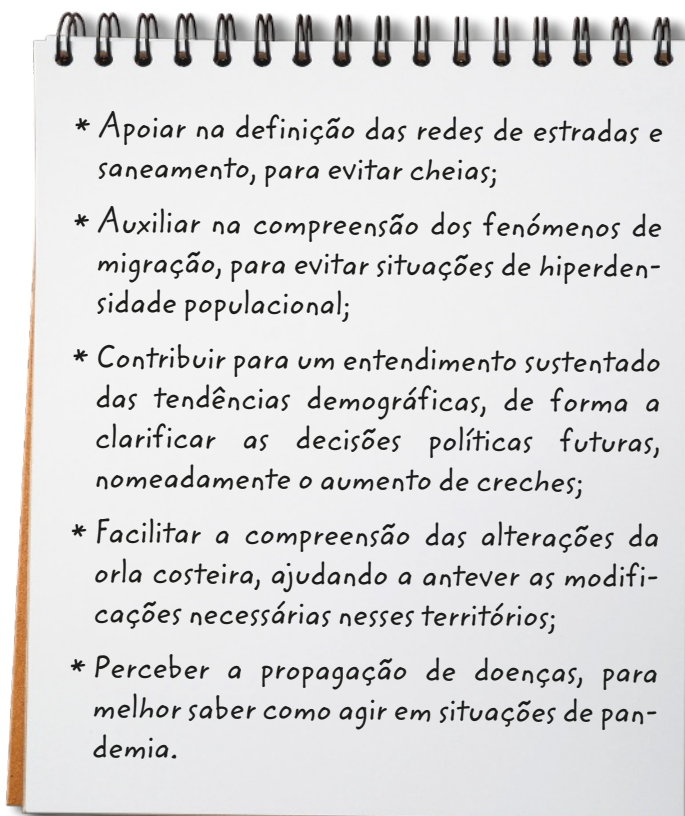 * Apoiar na definição das redes de estradas e
saneamento, para evitar cheias;
* Auxiliar na compreensão dos fenómenos de
migração, para evitar situações de hiperden-
sidade populacional;
* Contribuir para um entendimento sustentado
das tendências demográficas, de forma a
clarificar as decisões políticas futuras,
nomeadamente o aumento de creches;
* Facilitar a compreensão das alterações da
orla costeira, ajudando a antever as modifi-
cações necessárias nesses territórios;
* Perceber a propagação de doenças, para
melhor saber como agir em situações de pan-
demia.